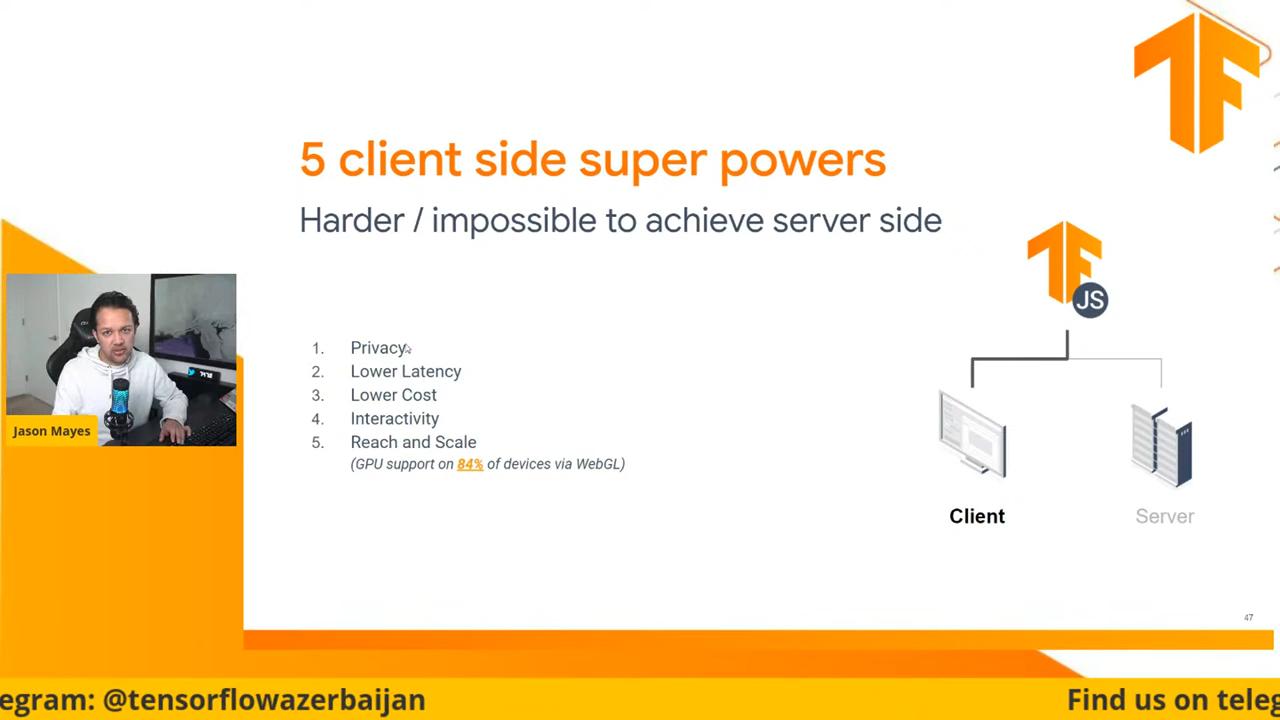 5 client side super powers
Harder / impossible to achieve server side
1. Privacy
2. Lower Latency
3. Lower Cost
4. Interactivity
5. Reach and Scale
(GPU support on 84% of devices via WebGL)
JS
Client
Server
Jason Mayes
47
egram: @tensorflowazerbaijan
Find us on teleg